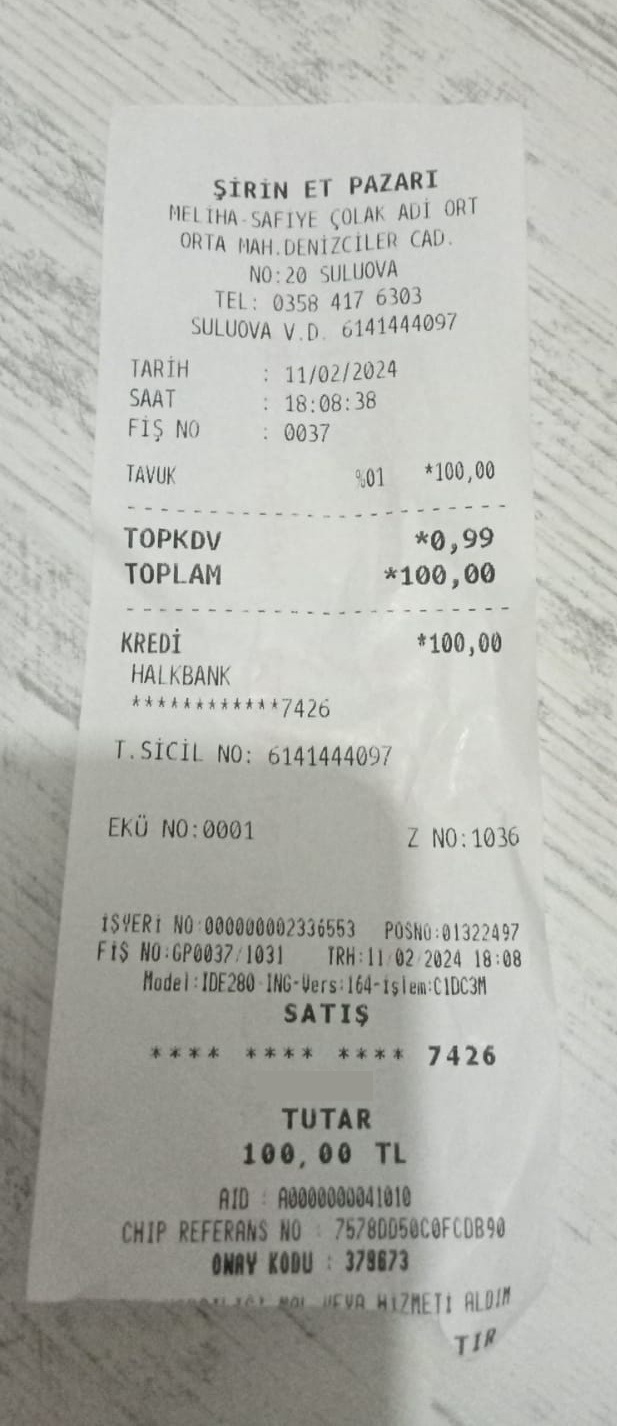 ŞİRİN ET PAZARI
MELİHA-SAFİYE ÇOLAK ADİ ORT
ORTA MAH.DENİZCİLER CAD.
NO:20 SULUOVA
TEL: 0358 417 6303
SULUOVA V.D. 6141444097
TARİH : 11/02/2024
SAAT : 18:08:38
FİŞ NO : 0037
TAVUK %01 *100,00
TOPKDV *0,99
TOPLAM *100,00
KREDİ *100,00
HALKBANK
************7426
T.SİCİL NO: 6141444097
EKÜ NO:0001 Z NO:1036
İŞYERİ NO:000000002336553 POSNO:01322497
FİŞ NO:GP0037/1031 TRH:11/02/2024 18:08
Model:IDE280-ING-Vers:164-işlem:C1DC3M
SATIŞ
**** **** **** 7426
TUTAR
100,00 TL
AID : A0000000041010
CHIP REFERANS NO : 7578DD50C0FCDB90
ONAY KODU : 379673
MAL VEYA HİZMETİ ALDIM